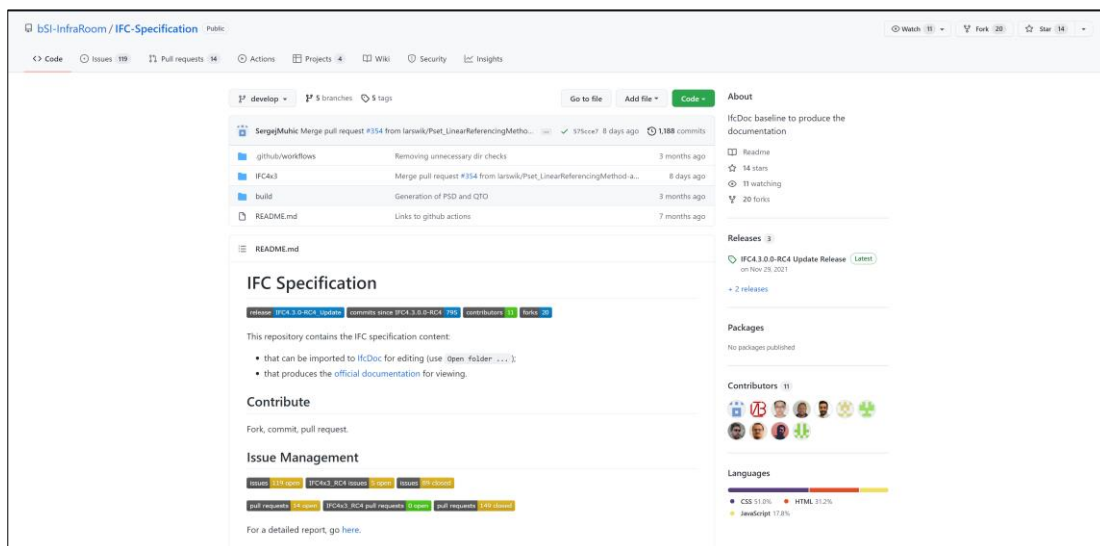 bSI-InfraRoom / IFC-Specification Public
Watch 11
Fork 20
Star 14
<> Code
Issues 119
Pull requests 14
Actions
Projects 4
Wiki
Security
Insights
develop
5 branches
5 tags
Go to file
Add file
Code
SergejMuhic Merge pull request #354 from larswik/Pset_LinearReferencingMetho... ... 575cce7 8 days ago 1,188 commits
.github/workflows Removing unnecessary dir checks 3 months ago
IFC4x3 Merge pull request #354 from larswik/Pset_LinearReferencingMethod-a... 8 days ago
build Generation of PSD and QTO 3 months ago
README.md Links to github actions 7 months ago
README.md
IFC Specification
release IFC4.3.0-RC4_Update commits since IFC4.3.0-RC4 795 contributors 11 forks 20
This repository contains the IFC specification content:
• that can be imported to IfcDoc for editing (use Open folder ... );
• that produces the official documentation for viewing.
Contribute
Fork, commit, pull request.
Issue Management
issues 119 open IFC4x3_RC4 issues 5 open issues 89 closed
pull requests 14 open IFC4x3_RC4 pull requests 0 open pull requests 148 closed
For a detailed report, go here.
About
IfcDoc baseline to produce the
documentation
Readme
14 stars
11 watching
20 forks
Releases 3
IFC4.3.0.0-RC4 Update Release Latest
on Nov 29, 2021
+ 2 releases
Packages
No packages published
Contributors 11
Languages
CSS 51.0% HTML 31.2%
JavaScript 17.8%